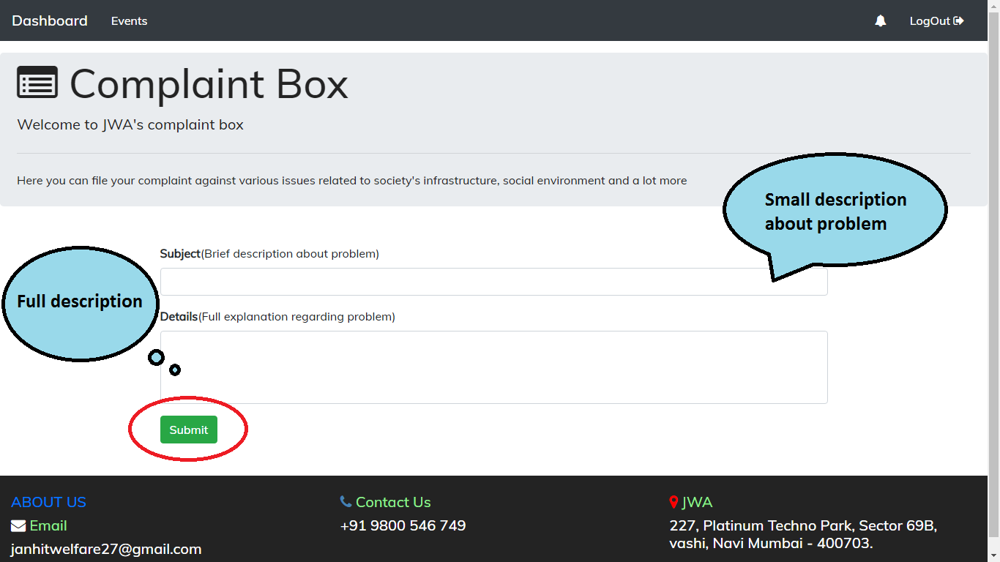 Dashboard Events LogOut
Complaint Box
Welcome to JWA's complaint box
Here you can file your complaint against various issues related to society's infrastructure, social environment and a lot more
Small description
about problem
Subject(Brief description about problem)
Full description
Details(Full explanation regarding problem)
Submit
ABOUT US
Email
janhitwelfare27@gmail.com
Contact Us
+91 9800 546 749
JWA
227, Platinum Techno Park, Sector 69B,
vashi, Navi Mumbai - 400703.